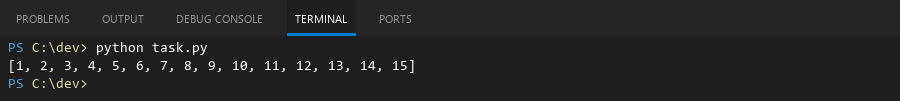 PROBLEMS OUTPUT DEBUG CONSOLE TERMINAL PORTS
PS C:\dev> python task.py
[1, 2, 3, 4, 5, 6, 7, 8, 9, 10, 11, 12, 13, 14, 15]
PS C:\dev>